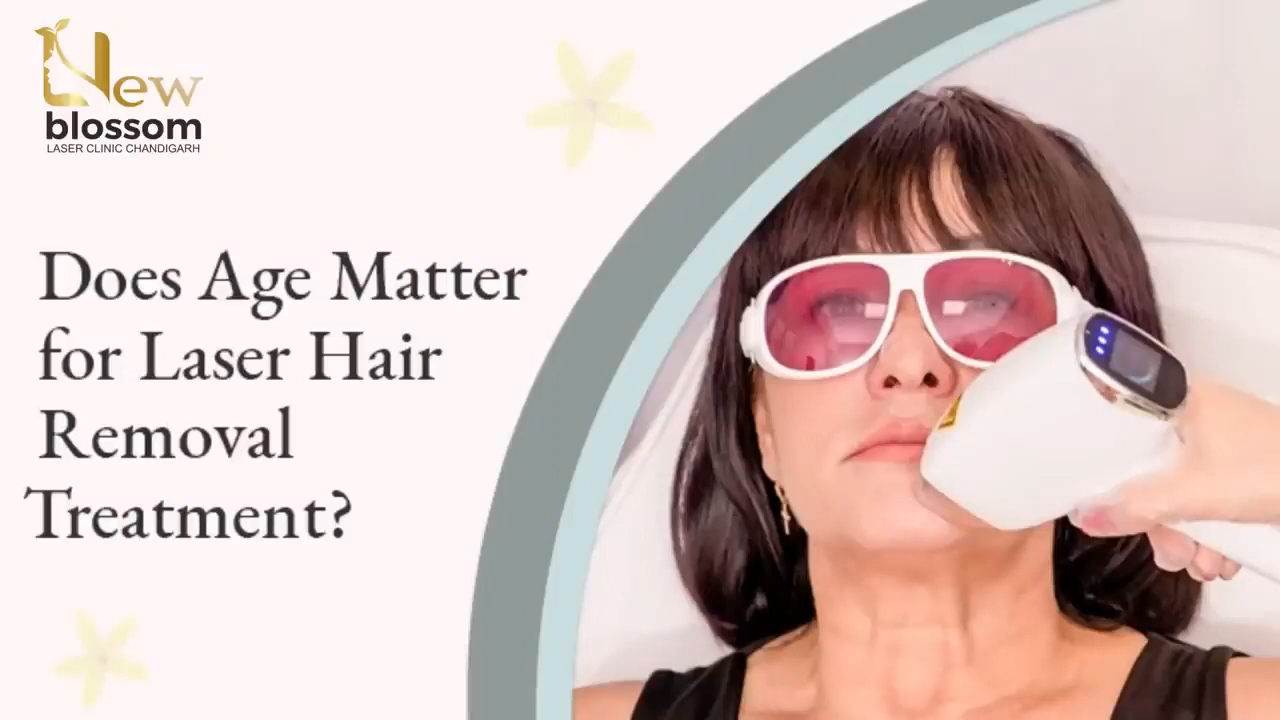 New
blossom
LASER CLINIC CHANDIGARH
Does Age Matter
for Laser Hair
Removal
Treatment?